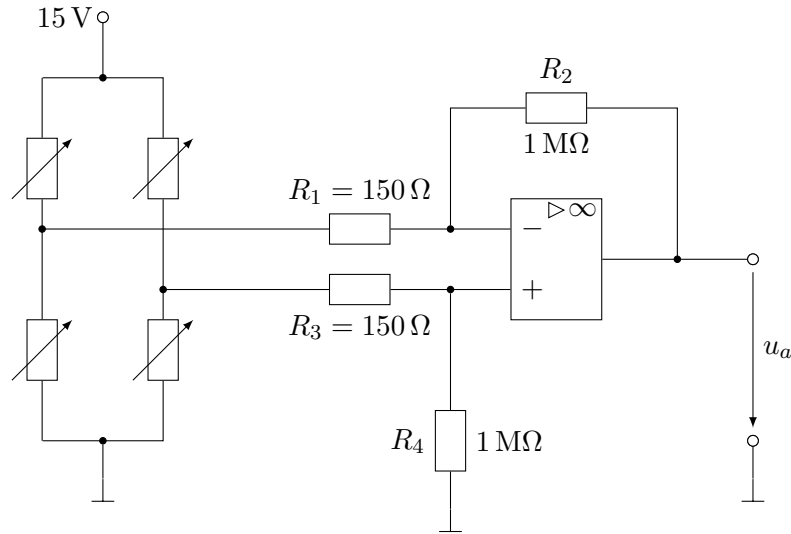 15 V
R₂
1 MΩ
R₁ = 150 Ω
▷ ∞
−
+
R₃ = 150 Ω
uₐ
R₄ 1 MΩ